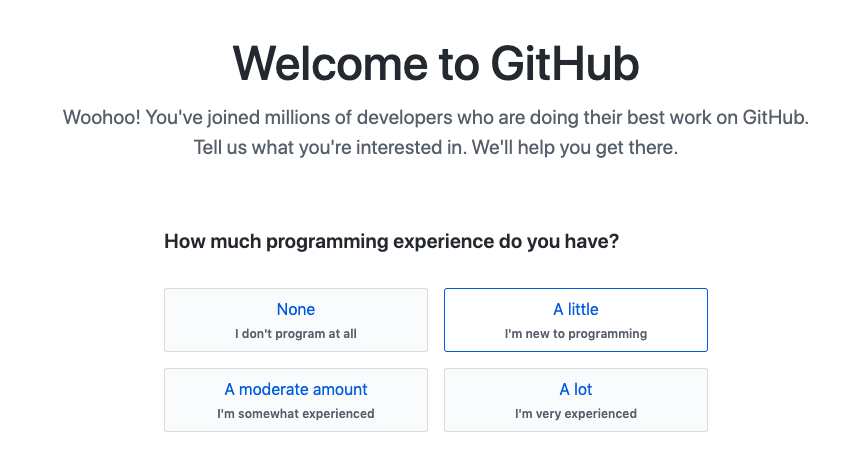 Welcome to GitHub
Woohoo! You've joined millions of developers who are doing their best work on GitHub.
Tell us what you're interested in. We'll help you get there.
How much programming experience do you have?
None
I don't program at all
A little
I'm new to programming
A moderate amount
I'm somewhat experienced
A lot
I'm very experienced